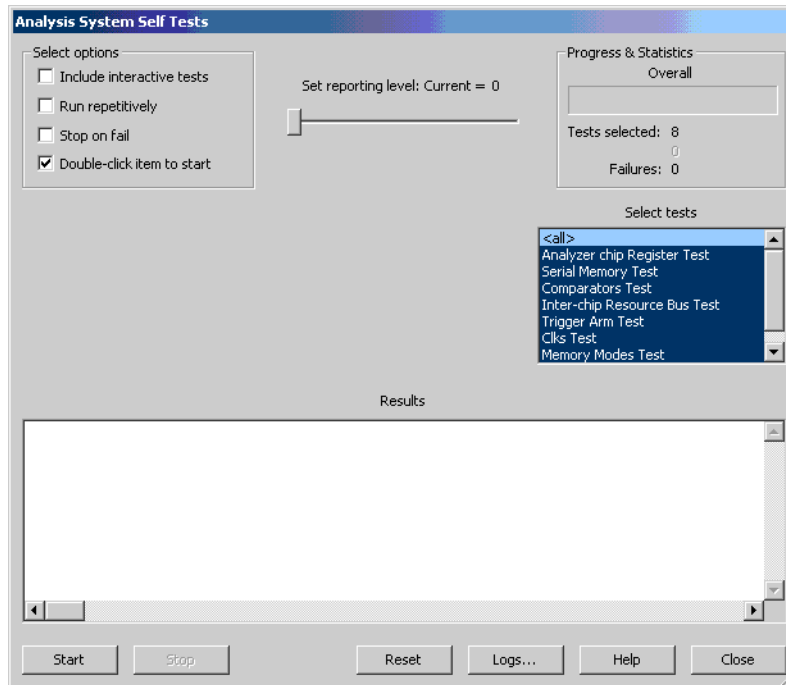 Analysis System Self Tests
Select options
Include interactive tests
Run repetitively
Stop on fail
Double-click item to start
Set reporting level: Current = 0
Progress & Statistics
Overall
Tests selected: 8
0
Failures: 0
Select tests
<all>
Analyzer chip Register Test
Serial Memory Test
Comparators Test
Inter-chip Resource Bus Test
Trigger Arm Test
Clks Test
Memory Modes Test
Results
Start
Stop
Reset
Logs...
Help
Close